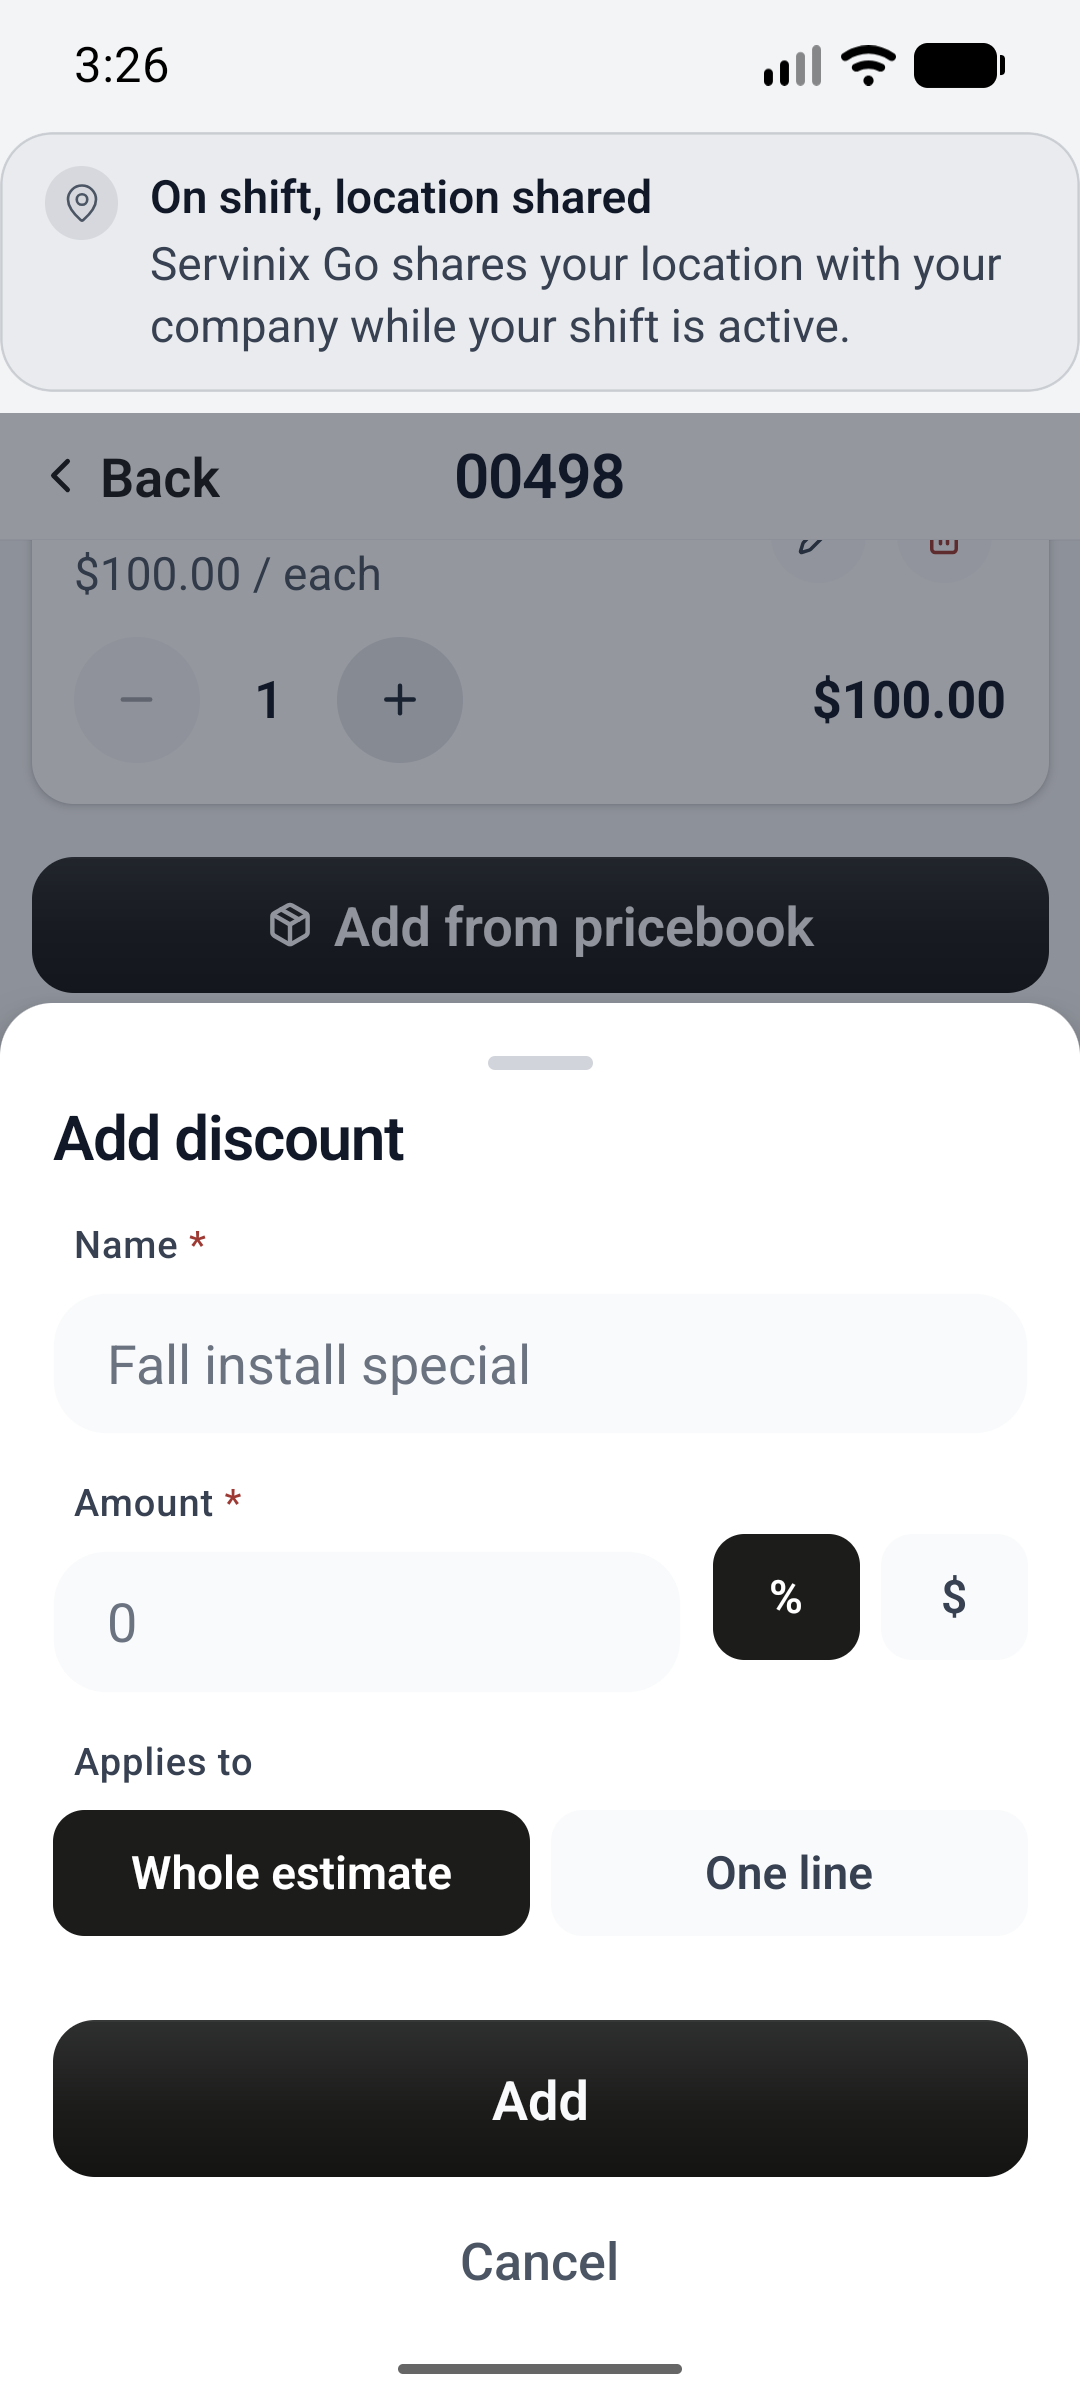 3:26
On shift, location shared
Servinix Go shares your location with your
company while your shift is active.
Back
00498
$100.00 / each
1
$100.00
Add from pricebook
Add discount
Name *
Fall install special
Amount *
0
%
$
Applies to
Whole estimate
One line
Add
Cancel